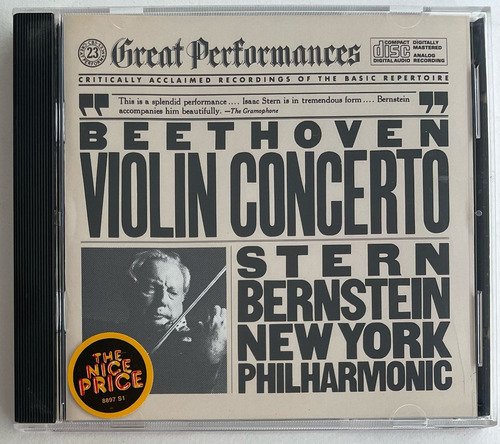 23
Great Performances
COMPACT
disc
DIGITAL AUDIO
DIGITALLY
MASTERED
ANALOG
RECORDING
CRITICALLY ACCLAIMED RECORDINGS OF THE BASIC REPERTOIRE
"This is a splendid performance.... Isaac Stern is in tremendous form.... Bernstein
accompanies him beautifully. —The Gramophone"
BEETHOVEN
VIOLIN CONCERTO
STERN
BERNSTEIN
NEW YORK
PHILHARMONIC
THE
NICE
PRICE
8897 S1